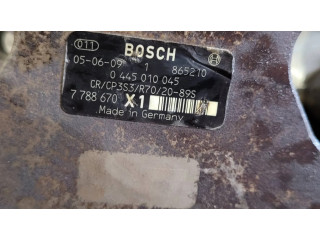 011 BOSCH
05-06-09 1 865210
0 445 010 045
CR/CP3S3/R70/20-89S
7 788 670 X1
Made in Germany